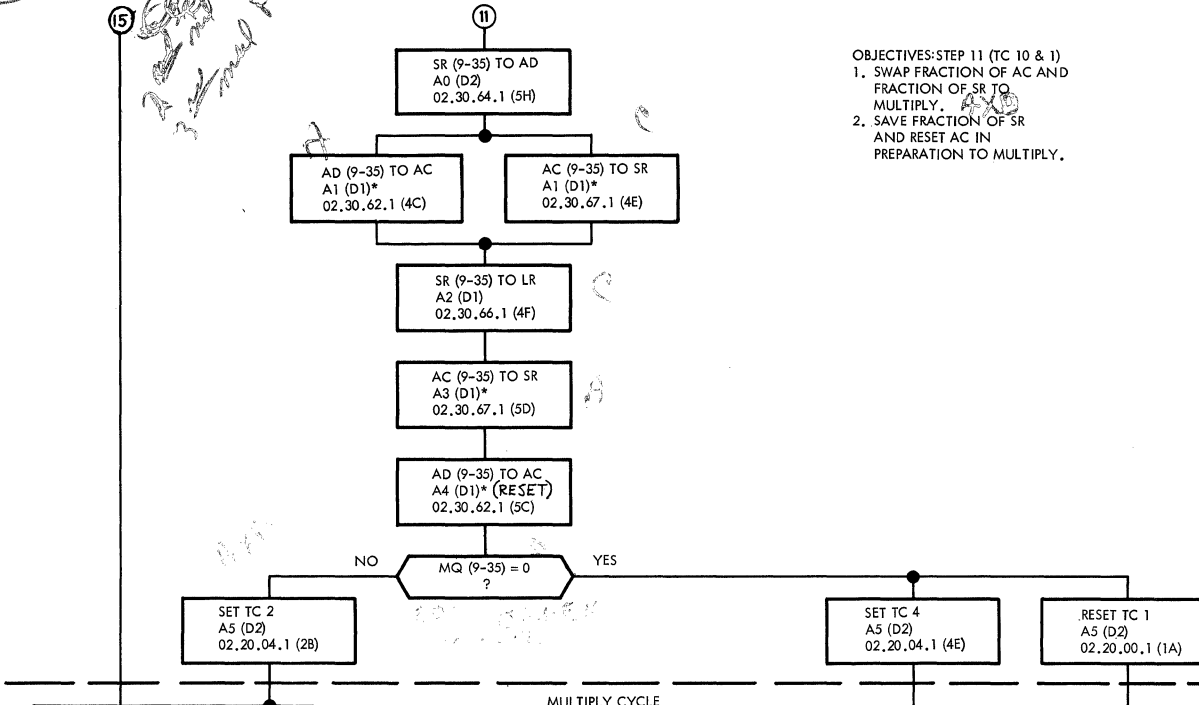 15
11
SR (9-35) TO AD
A0 (D2)
02.30.64.1 (5H)
OBJECTIVES: STEP 11 (TC 10 & 1)
1. SWAP FRACTION OF AC AND
FRACTION OF SR TO
MULTIPLY. AXB
2. SAVE FRACTION OF SR
AND RESET AC IN
PREPARATION TO MULTIPLY.
A
C
AD (9-35) TO AC
A1 (D1)*
02.30.62.1 (4C)
AC (9-35) TO SR
A1 (D1)*
02.30.67.1 (4E)
SR (9-35) TO LR
A2 (D1)
02.30.66.1 (4F)
C
AC (9-35) TO SR
A3 (D1)*
02.30.67.1 (5D)
A
AD (9-35) TO AC
A4 (D1)* (RESET)
02.30.62.1 (5C)
NO
MQ (9-35) = 0
?
YES
SET TC 2
A5 (D2)
02.20.04.1 (2B)
SET TC 4
A5 (D2)
02.20.04.1 (4E)
RESET TC 1
A5 (D2)
02.20.00.1 (1A)
MULTIPLY CYCLE